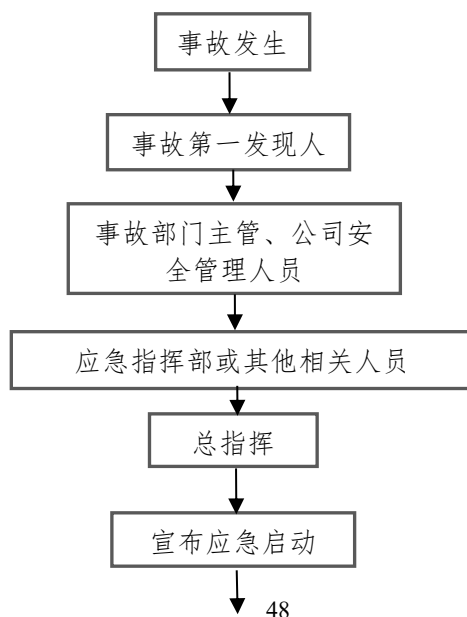 事故发生
事故第一发现人
事故部门主管、公司安
全管理人员
应急指挥部或其他相关人员
总指挥
宣布应急启动
48